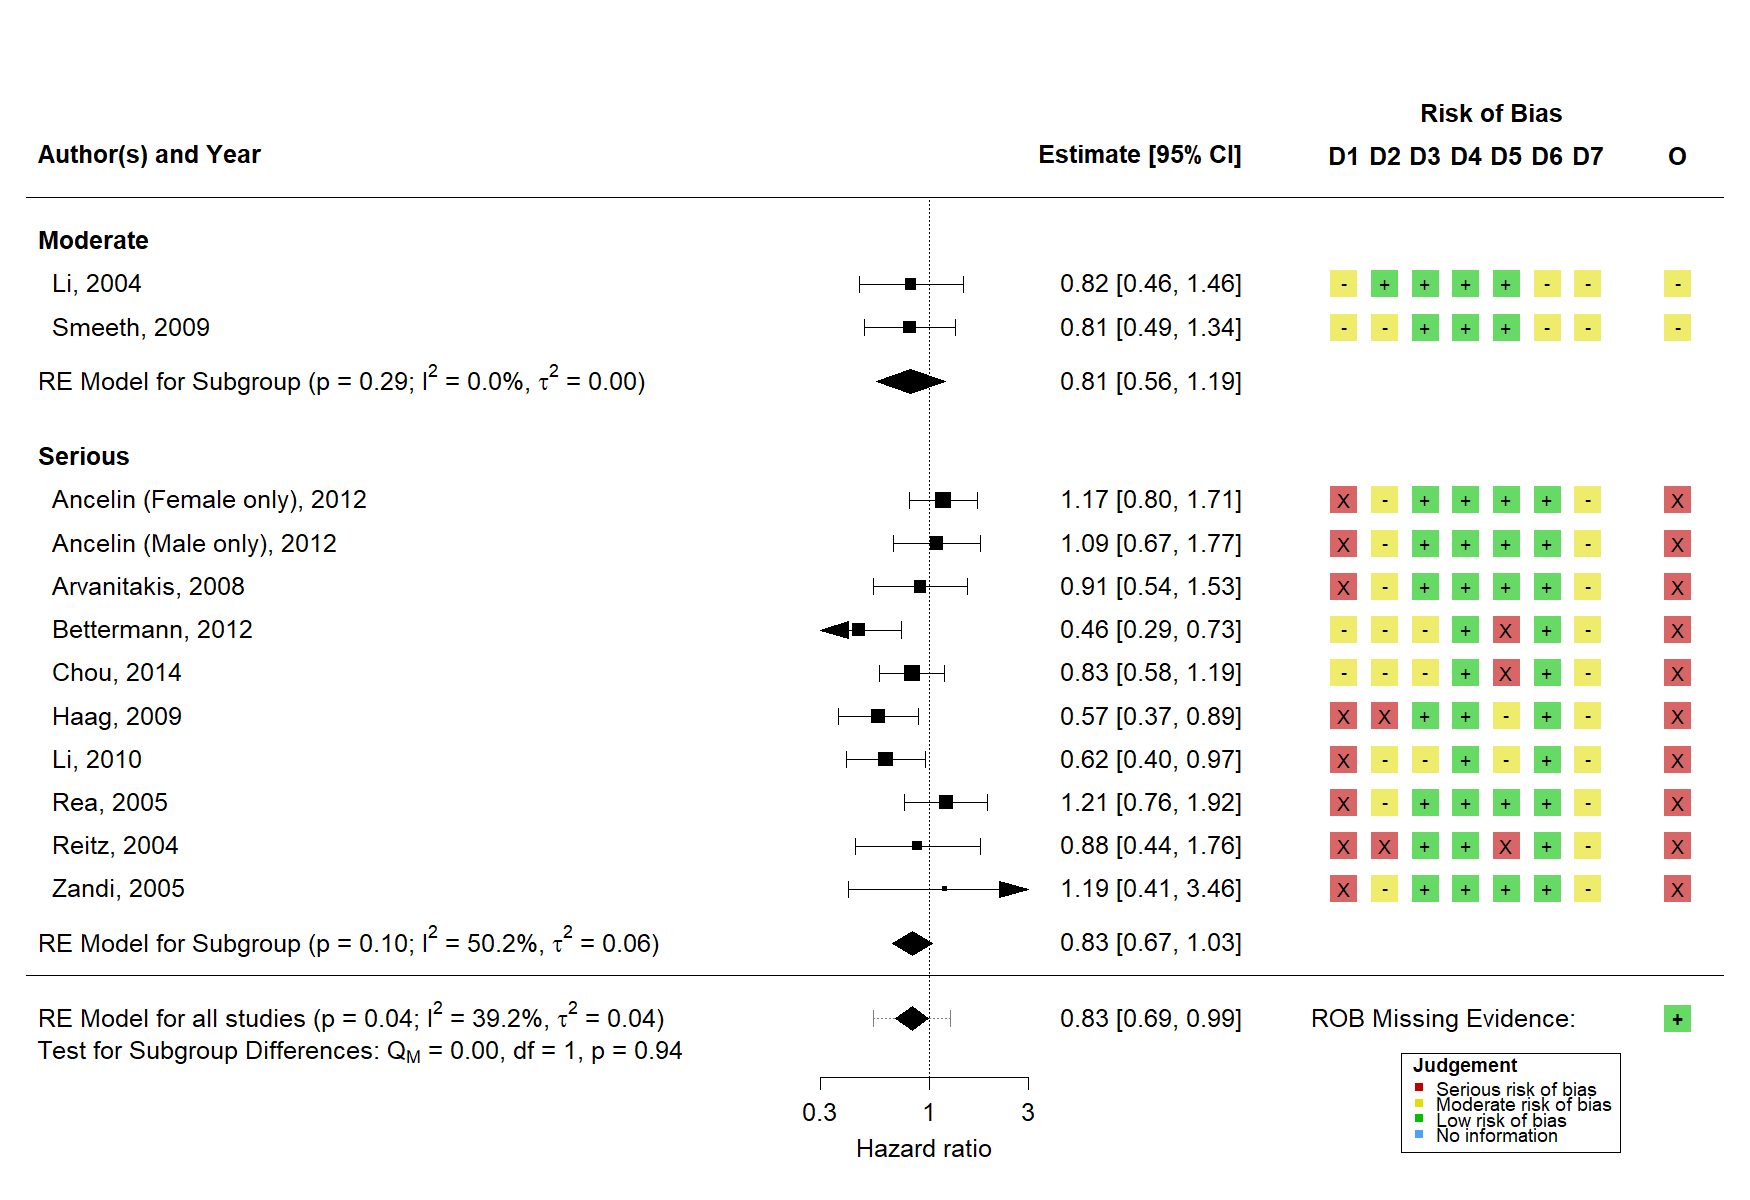 Risk of Bias
Author(s) and Year Estimate [95% CI] D1 D2 D3 D4 D5 D6 D7 O
Moderate
Li, 2004 0.82 [0.46, 1.46] - + + + + - - -
Smeeth, 2009 0.81 [0.49, 1.34] - - + + + - - -
RE Model for Subgroup (p = 0.29; I² = 0.0%, τ² = 0.00) 0.81 [0.56, 1.19]
Serious
Ancelin (Female only), 2012 1.17 [0.80, 1.71] X - + + + + - X
Ancelin (Male only), 2012 1.09 [0.67, 1.77] X - + + + + - X
Arvanitakis, 2008 0.91 [0.54, 1.53] X - + + + + - X
Bettermann, 2012 0.46 [0.29, 0.73] - - - + X + - X
Chou, 2014 0.83 [0.58, 1.19] - - - + X + - X
Haag, 2009 0.57 [0.37, 0.89] X X + + - + - X
Li, 2010 0.62 [0.40, 0.97] X - - + - + - X
Rea, 2005 1.21 [0.76, 1.92] X - + + + + - X
Reitz, 2004 0.88 [0.44, 1.76] X X + + X + - X
Zandi, 2005 1.19 [0.41, 3.46] X - + + + + - X
RE Model for Subgroup (p = 0.10; I² = 50.2%, τ² = 0.06) 0.83 [0.67, 1.03]
RE Model for all studies (p = 0.04; I² = 39.2%, τ² = 0.04) 0.83 [0.69, 0.99] ROB Missing Evidence: +
Test for Subgroup Differences: Q_M = 0.00, df = 1, p = 0.94
Judgement
Serious risk of bias
Moderate risk of bias
Low risk of bias
No information
0.3 1 3
Hazard ratio